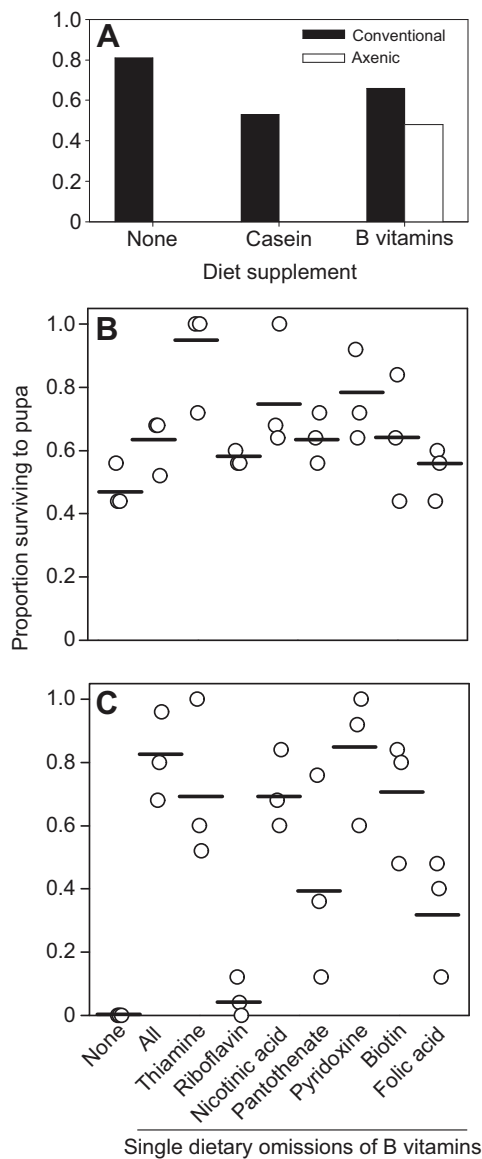 A
1.0
0.8
0.6
0.4
0.2
0
Conventional
Axenic
None Casein B vitamins
Diet supplement
Proportion surviving to pupa
B
1.0
0.8
0.6
0.4
0.2
0
C
1.0
0.8
0.6
0.4
0.2
0
None
All
Thiamine
Riboflavin
Nicotinic acid
Pantothenate
Pyridoxine
Biotin
Folic acid
Single dietary omissions of B vitamins